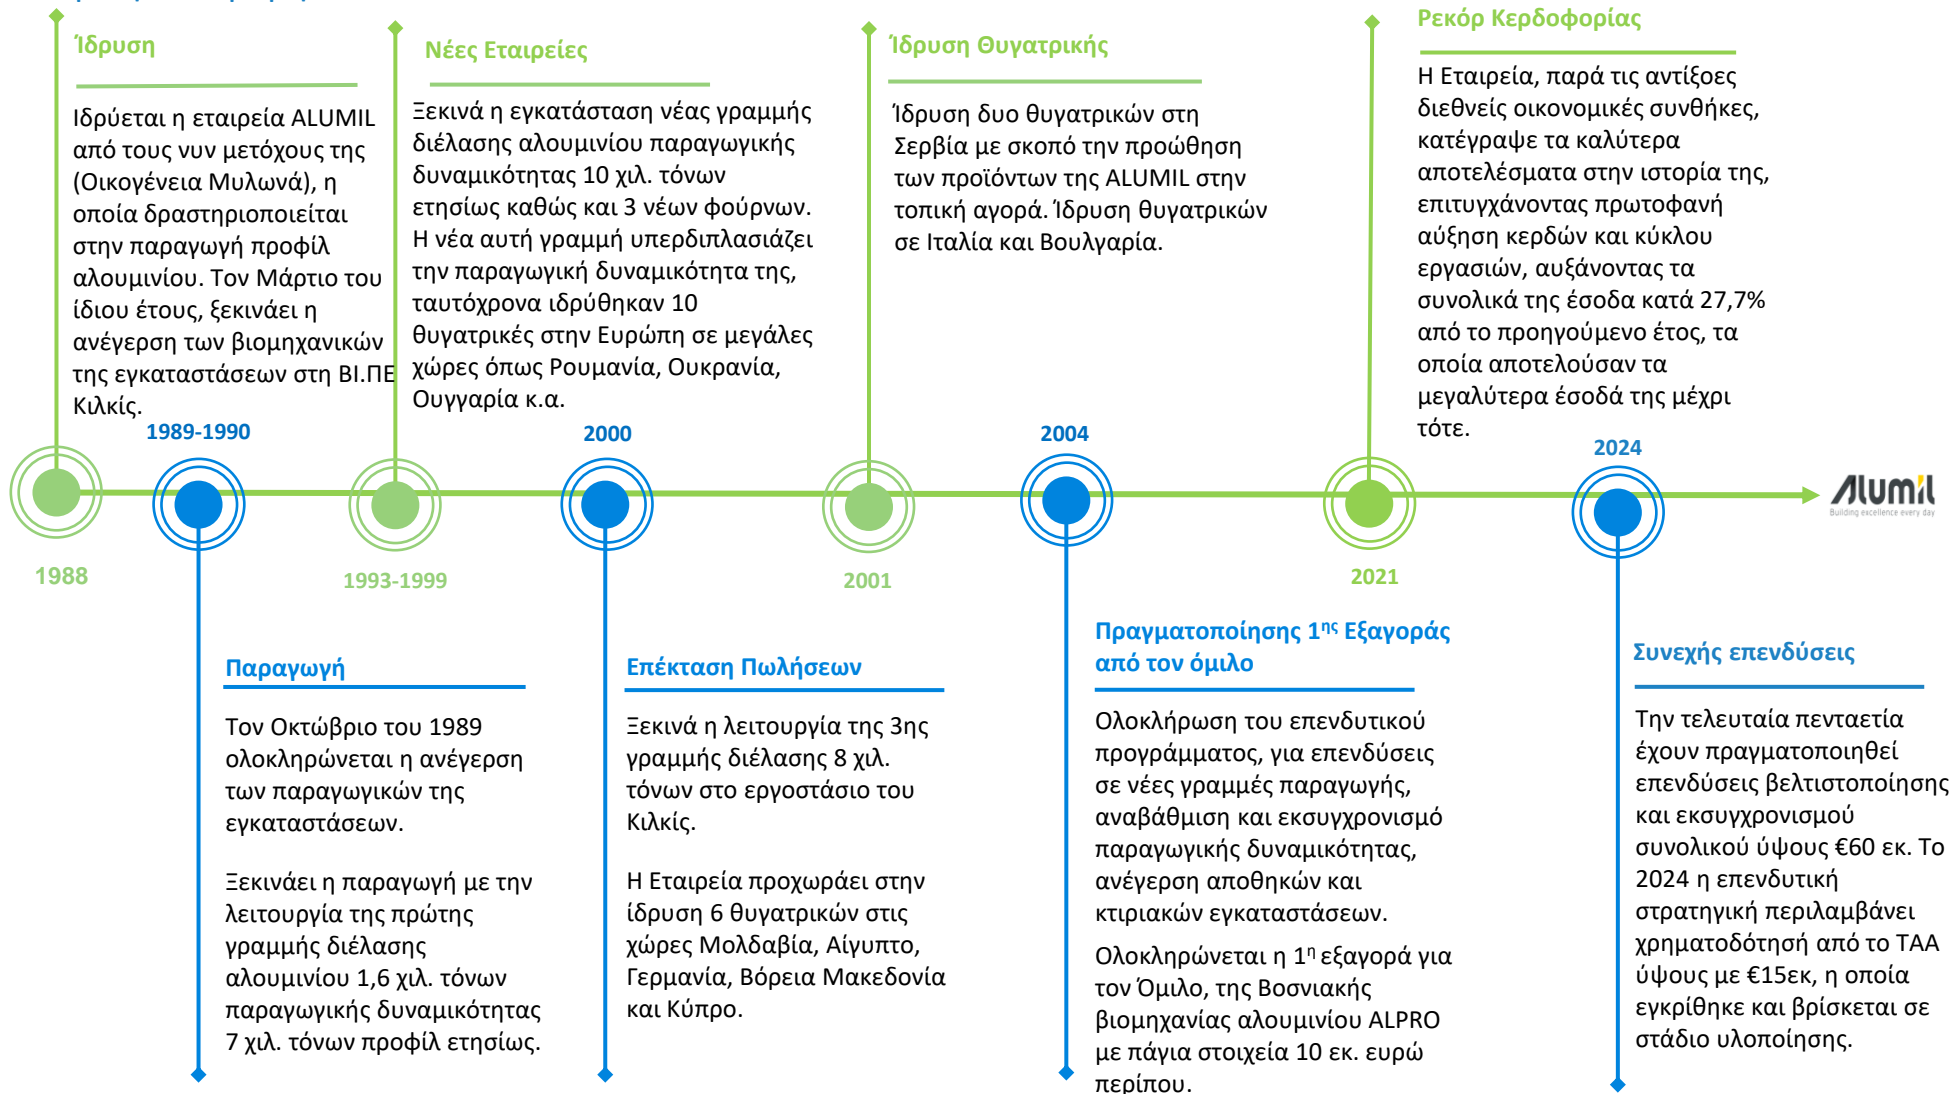 Ίδρυση
Ιδρύεται η εταιρεία ALUMIL
από τους νυν μετόχους της
(Οικογένεια Μυλωνά), η
οποία δραστηριοποιείται
στην παραγωγή προφίλ
αλουμινίου. Τον Μάρτιο του
ίδιου έτους, ξεκινάει η
ανέγερση των βιομηχανικών
της εγκαταστάσεων στη ΒΙ.ΠΕ
Κιλκίς.
1988
1989-1990
Παραγωγή
Τον Οκτώβριο του 1989
ολοκληρώνεται η ανέγερση
των παραγωγικών της
εγκαταστάσεων.
Ξεκινάει η παραγωγή με την
λειτουργία της πρώτης
γραμμής διέλασης
αλουμινίου 1,6 χιλ. τόνων
παραγωγικής δυναμικότητας
7 χιλ. τόνων προφίλ ετησίως.
Νέες Εταιρείες
Ξεκινά η εγκατάσταση νέας γραμμής
διέλασης αλουμινίου παραγωγικής
δυναμικότητας 10 χιλ. τόνων
ετησίως καθώς και 3 νέων φούρνων.
Η νέα αυτή γραμμή υπερδιπλασιάζει
την παραγωγική δυναμικότητα της,
ταυτόχρονα ιδρύθηκαν 10
θυγατρικές στην Ευρώπη σε μεγάλες
χώρες όπως Ρουμανία, Ουκρανία,
Ουγγαρία κ.α.
1993-1999
2000
Επέκταση Πωλήσεων
Ξεκινά η λειτουργία της 3ης
γραμμής διέλασης 8 χιλ.
τόνων στο εργοστάσιο του
Κιλκίς.
Η Εταιρεία προχωράει στην
ίδρυση 6 θυγατρικών στις
χώρες Μολδαβία, Αίγυπτο,
Γερμανία, Βόρεια Μακεδονία
και Κύπρο.
Ίδρυση Θυγατρικής
Ίδρυση δυο θυγατρικών στη
Σερβία με σκοπό την προώθηση
των προϊόντων της ALUMIL στην
τοπική αγορά. Ίδρυση θυγατρικών
σε Ιταλία και Βουλγαρία.
2001
2004
Πραγματοποίησης 1ης Εξαγοράς
από τον όμιλο
Ολοκλήρωση του επενδυτικού
προγράμματος, για επενδύσεις
σε νέες γραμμές παραγωγής,
αναβάθμιση και εκσυγχρονισμό
παραγωγικής δυναμικότητας,
ανέγερση αποθηκών και
κτιριακών εγκαταστάσεων.
Ολοκληρώνεται η 1η εξαγορά για
τον Όμιλο, της Βοσνιακής
βιομηχανίας αλουμινίου ALPRO
με πάγια στοιχεία 10 εκ. ευρώ
περίπου.
Ρεκόρ Κερδοφορίας
Η Εταιρεία, παρά τις αντίξοες
διεθνείς οικονομικές συνθήκες,
κατέγραψε τα καλύτερα
αποτελέσματα στην ιστορία της,
επιτυγχάνοντας πρωτοφανή
αύξηση κερδών και κύκλου
εργασιών, αυξάνοντας τα
συνολικά της έσοδα κατά 27,7%
από το προηγούμενο έτος, τα
οποία αποτελούσαν τα
μεγαλύτερα έσοδά της μέχρι
τότε.
2021
2024
Συνεχής επενδύσεις
Την τελευταία πενταετία
έχουν πραγματοποιηθεί
επενδύσεις βελτιστοποίησης
και εκσυγχρονισμού
συνολικού ύψους €60 εκ. Το
2024 η επενδυτική
στρατηγική περιλαμβάνει
χρηματοδότησή από το ΤΑΑ
ύψους με €15εκ, η οποία
εγκρίθηκε και βρίσκεται σε
στάδιο υλοποίησης.
Alumil
Building excellence every day